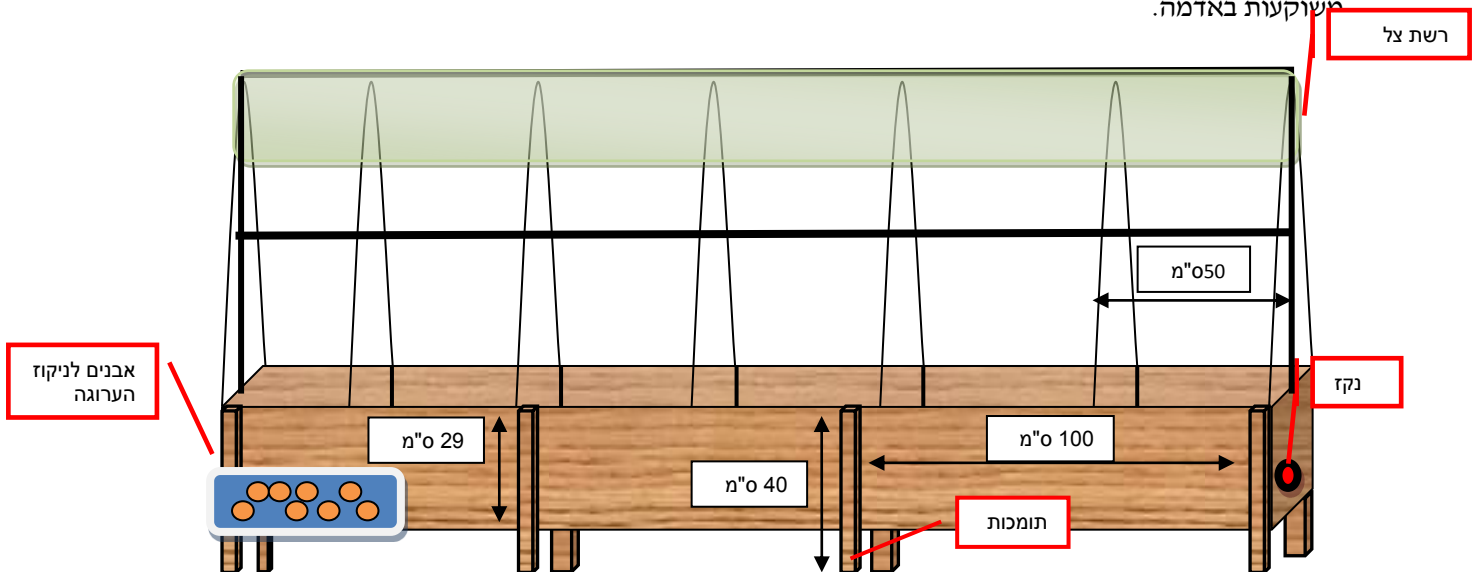 משוקעות באדמה.
רשת צל
50ס"מ
אבנים לניקוז
הערוגה
נקז
29 ס"מ
100 ס"מ
40 ס"מ
תומכות